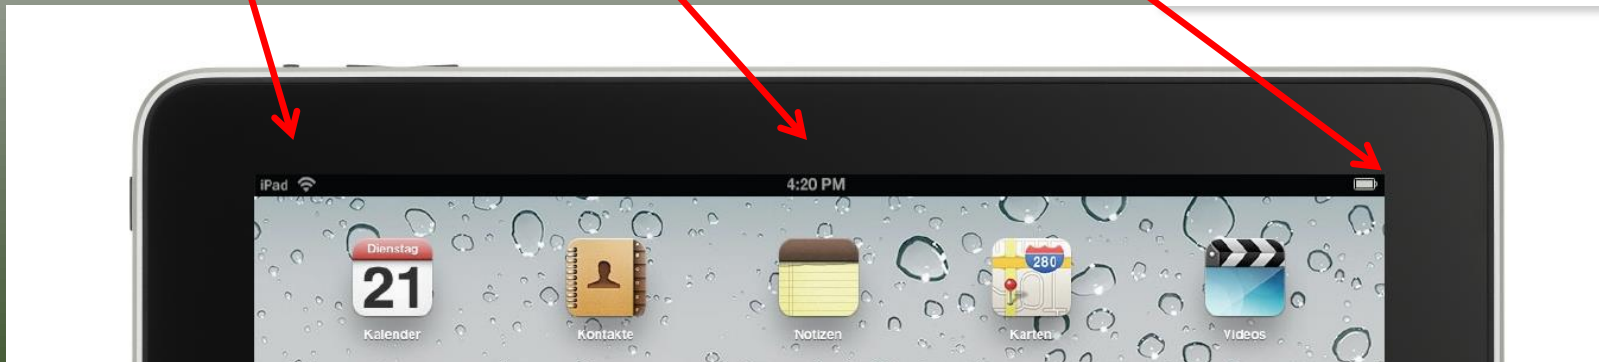 iPad 4:20 PM
Dienstag
21
280
Kalender Kontakte Notizen Karten Videos